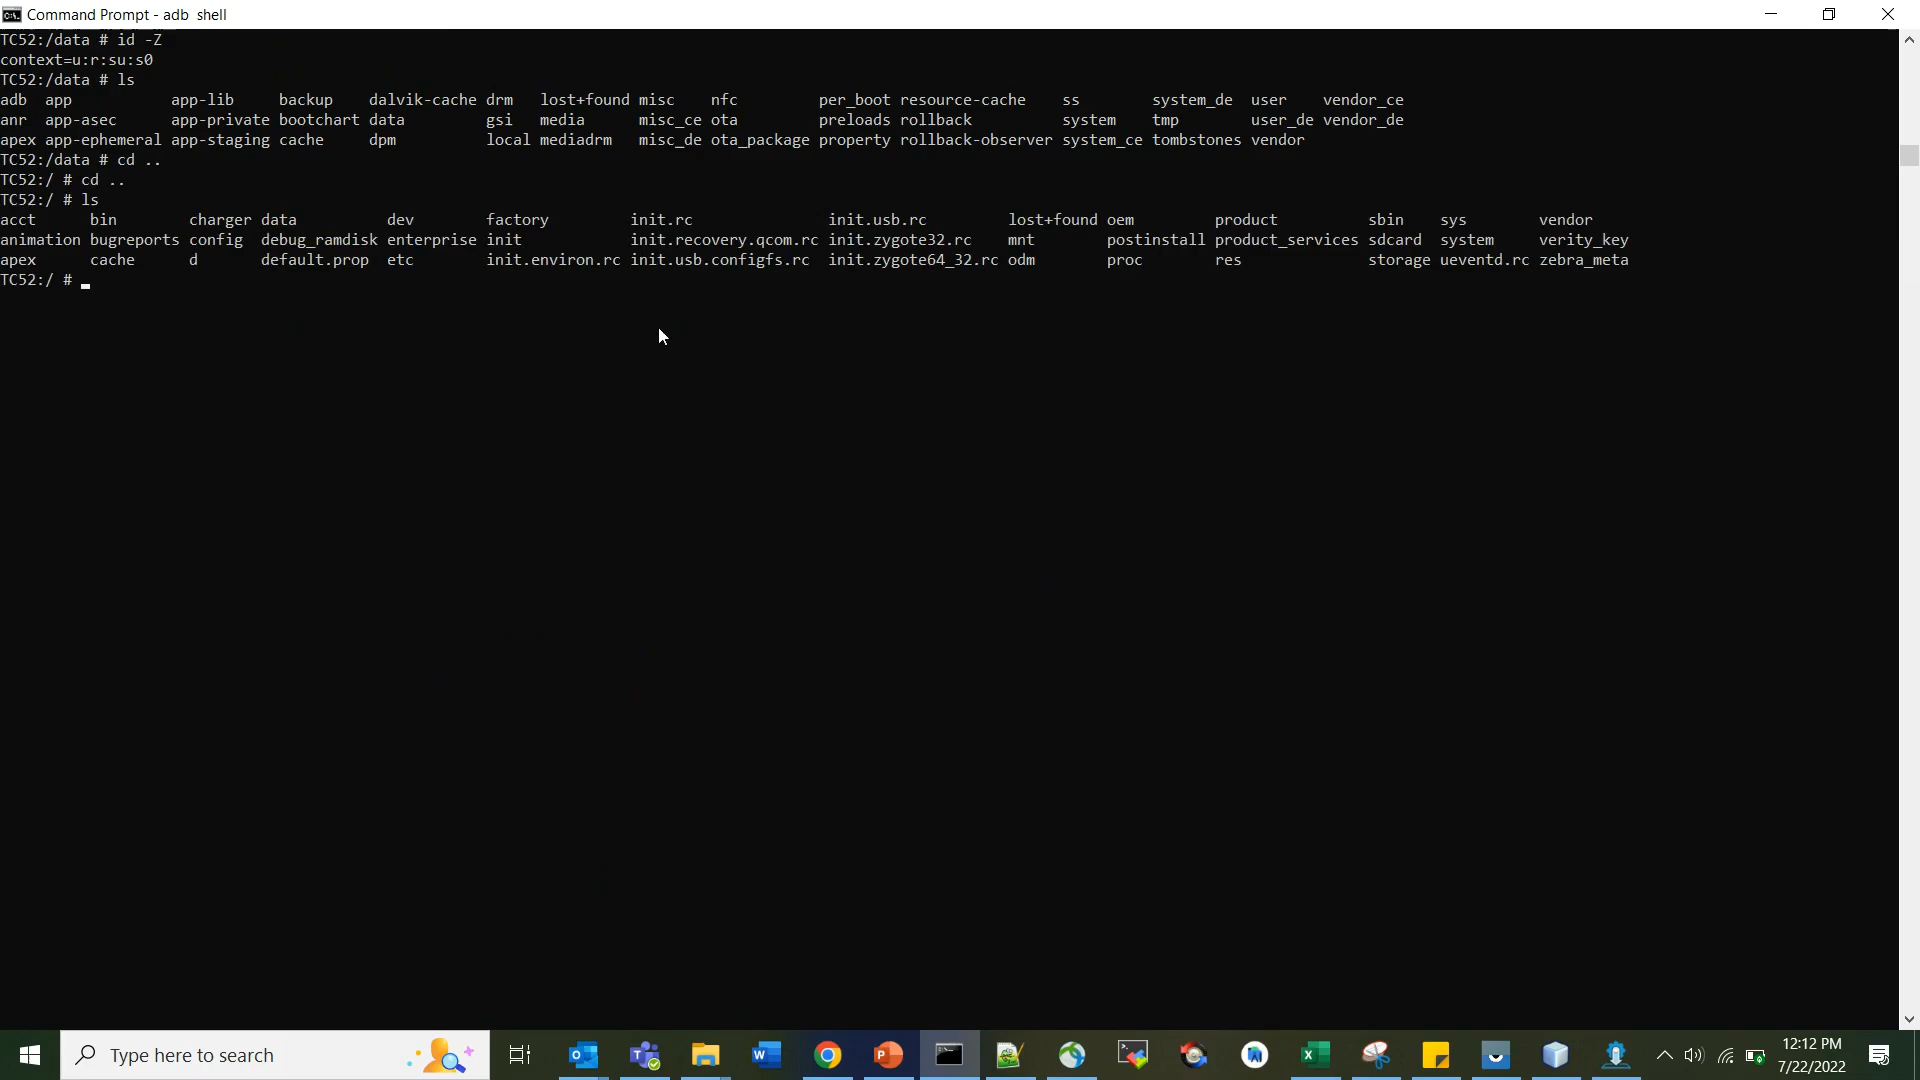 Command Prompt - adb  shell
TC52:/data # id -Z
context=u:r:su:s0
TC52:/data # ls
adb  app           app-lib     backup    dalvik-cache drm   lost+found misc    nfc         per_boot resource-cache    ss        system_de  user    vendor_ce
anr  app-asec      app-private bootchart data         gsi   media      misc_ce ota         preloads rollback          system    tmp        user_de vendor_de
apex app-ephemeral app-staging cache     dpm          local mediadrm   misc_de ota_package property rollback-observer system_ce tombstones vendor
TC52:/data # cd ..
TC52:/ # cd ..
TC52:/ # ls
acct      bin        charger data          dev        factory         init.rc              init.usb.rc        lost+found oem         product          sbin    sys        vendor
animation bugreports config  debug_ramdisk enterprise init            init.recovery.qcom.rc init.zygote32.rc   mnt        postinstall product_services sdcard  system     verity_key
apex      cache      d       default.prop  etc        init.environ.rc init.usb.configfs.rc  init.zygote64_32.rc odm        proc        res              storage ueventd.rc zebra_meta
TC52:/ #
Type here to search
12:12 PM
7/22/2022